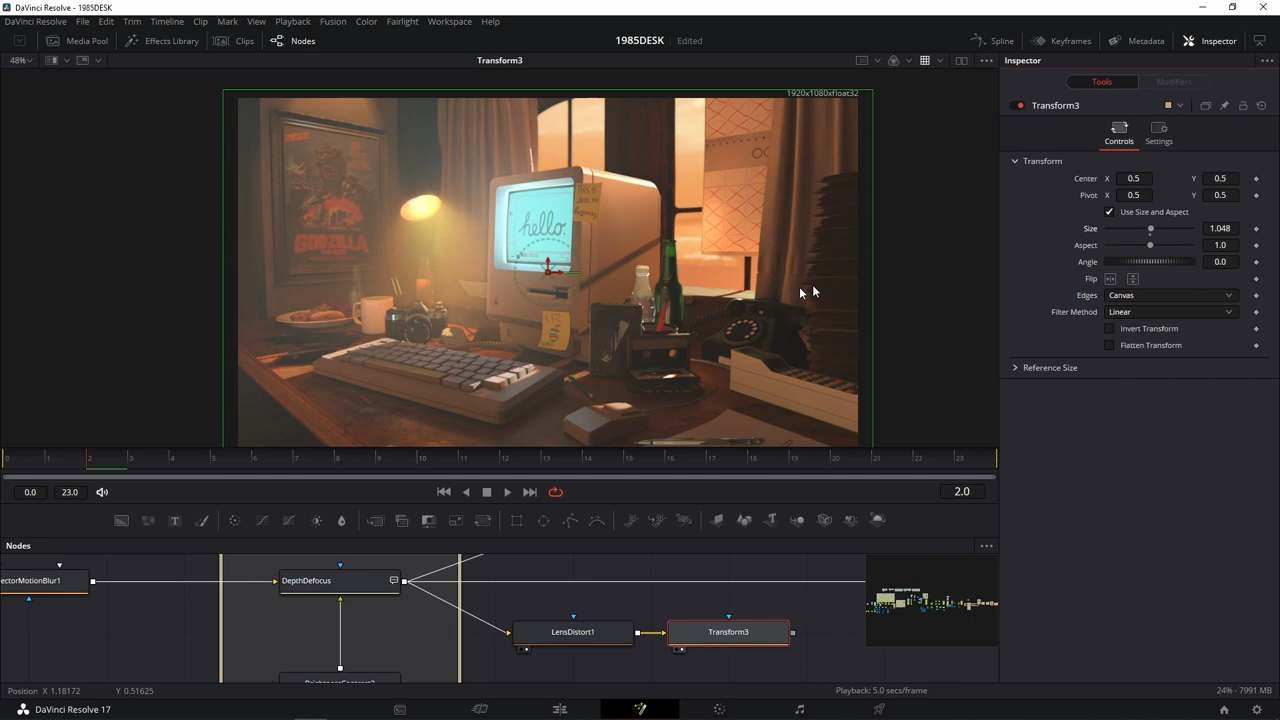 DaVinci Resolve - 1985DESK
DaVinci Resolve File Edit Trim Timeline Clip Mark View Playback Fusion Color Fairlight Workspace Help
Media Pool Effects Library Clips Nodes 1985DESK Edited Spline Keyframes Metadata Inspector
48% Transform3 Inspector
Tools Modifiers
1920x1080xfloat32
Transform3
Controls Settings
Transform
Center X 0.5 Y 0.5
Pivot X 0.5 Y 0.5
Use Size and Aspect
Size 1.048
Aspect 1.0
Angle 0.0
Flip
Edges Canvas
Filter Method Linear
Invert Transform
Flatten Transform
Reference Size
GODZILLA
hello.
0 1 2 3 4 5 6 7 8 9 10 11 12 13 14 15 16 17 18 19 20 21 22 23
0.0 23.0 2.0
Nodes
ectorMotionBlur1 DepthDefocus
LensDistort1 Transform3
Position X 1.18172 Y 0.51625 Playback: 5.0 secs/frame 24% - 7991 MB
DaVinci Resolve 17